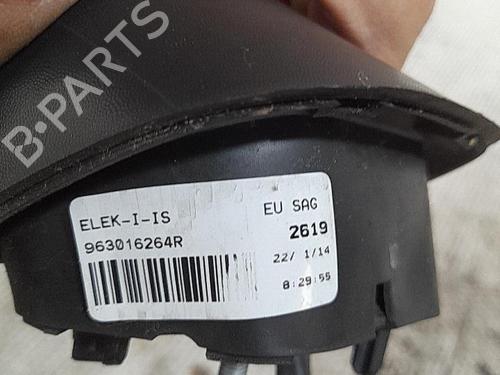 B-PARTS
ELEK-I-IS
963016264R
EU SAG
2619
22/ 1/14
8:29:55